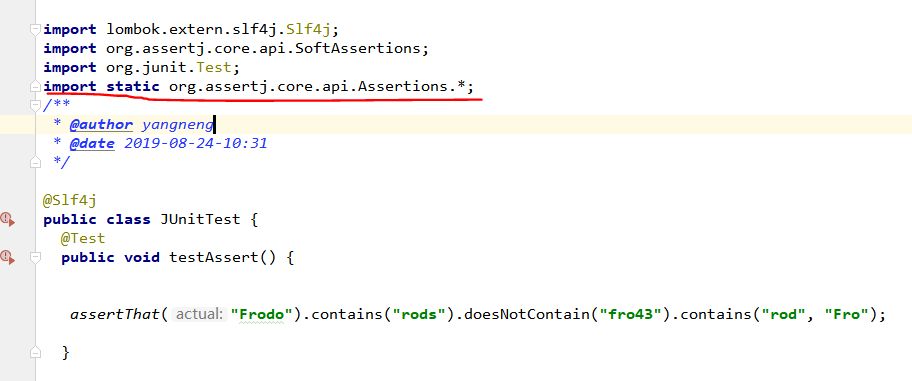 import lombok.extern.slf4j.Slf4j;
import org.assertj.core.api.SoftAssertions;
import org.junit.Test;
import static org.assertj.core.api.Assertions.*;
/**
* @author yangneng
* @date 2019-08-24-10:31
*/
@Slf4j
public class JUnitTest {
@Test
public void testAssert() {
assertThat( actual: "Frodo").contains("rods").doesNotContain("fro43").contains("rod", "Fro");
}